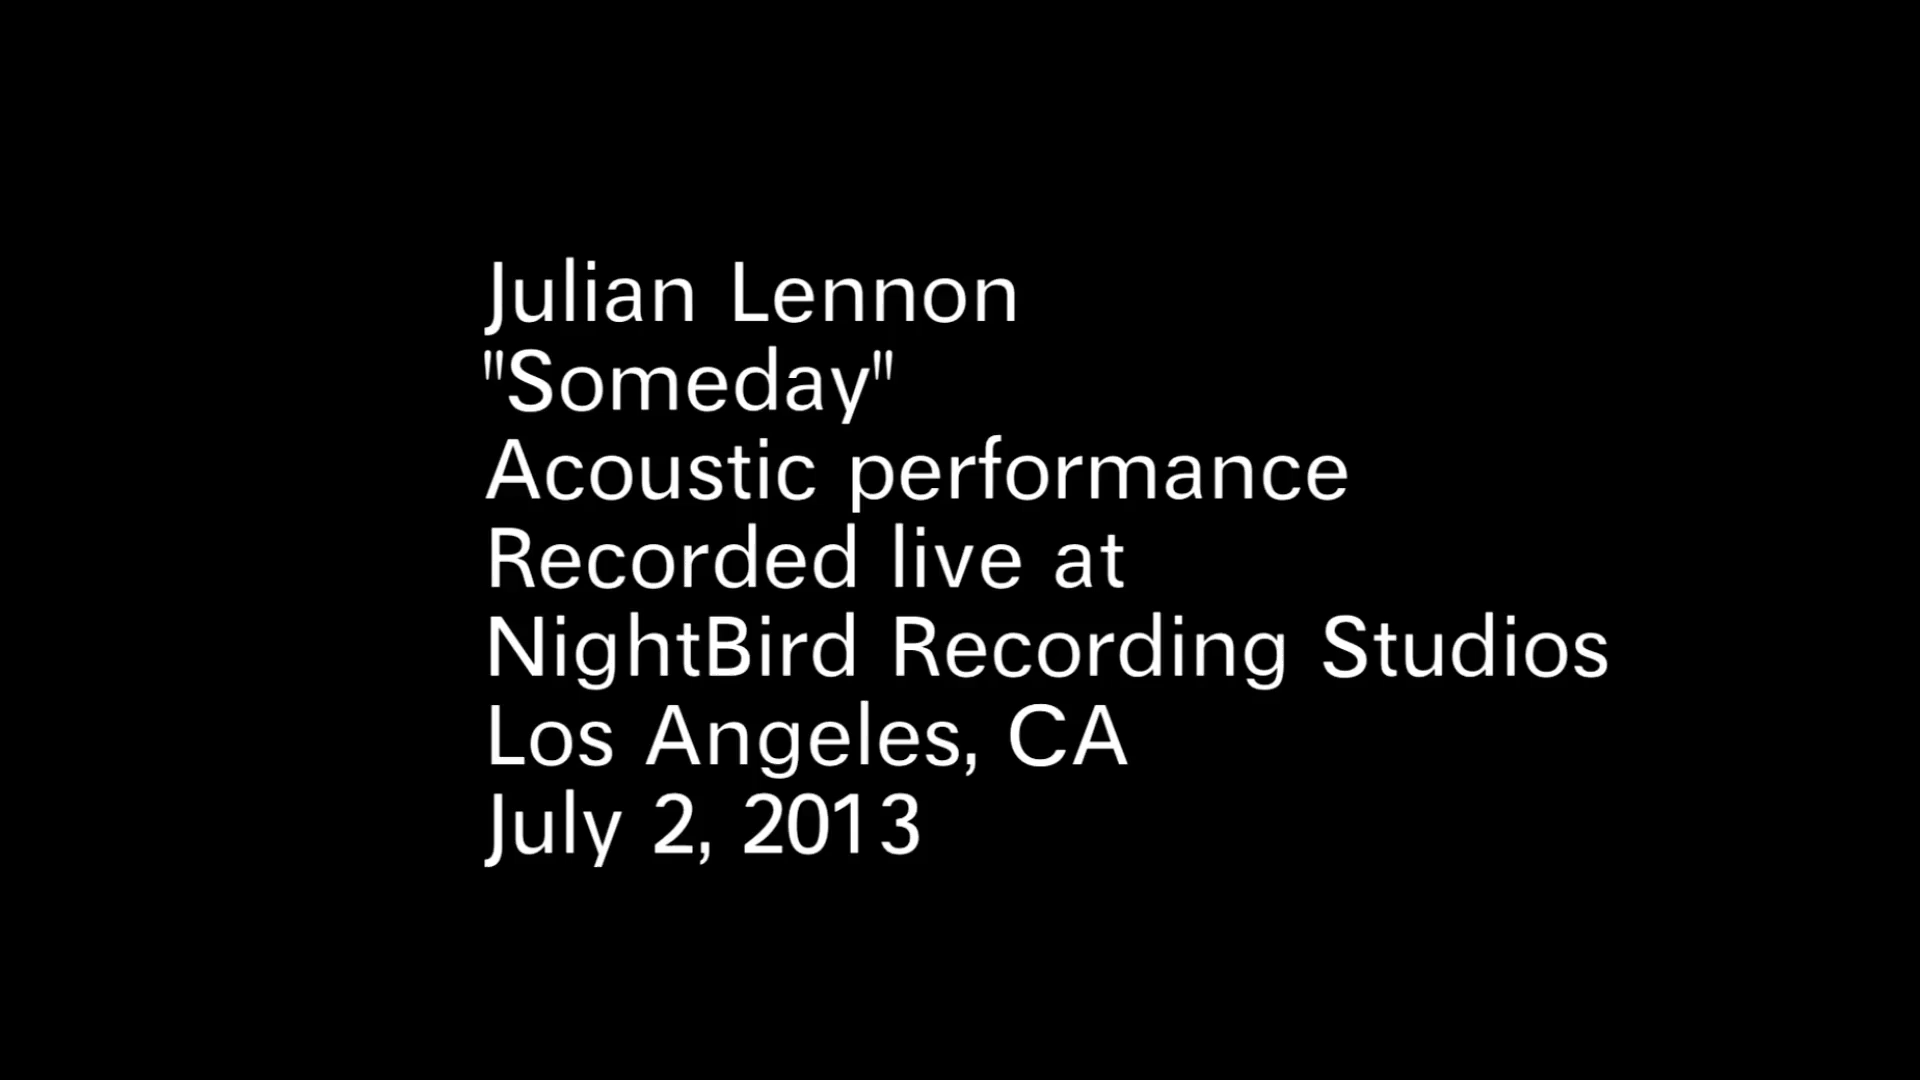 Julian Lennon
"Someday"
Acoustic performance
Recorded live at
NightBird Recording Studios
Los Angeles, CA
July 2, 2013